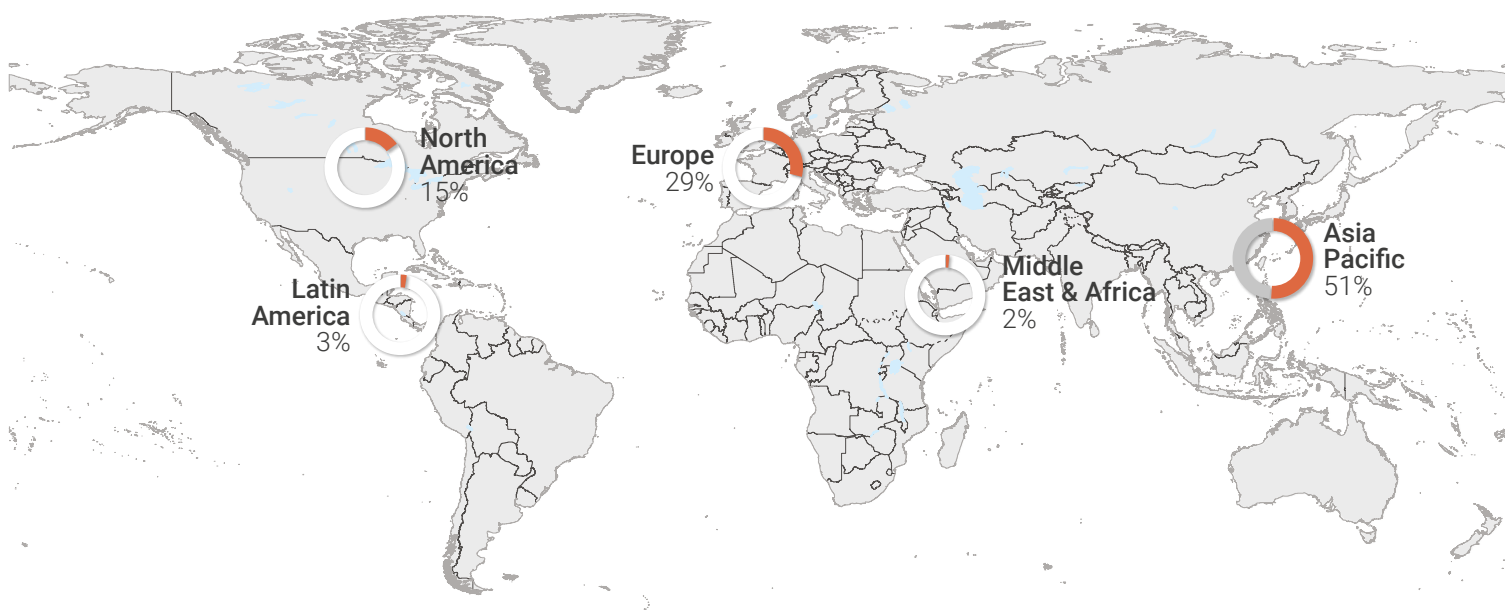 North
America
15%
Europe
29%
Asia
Pacific
51%
Latin
America
3%
Middle
East & Africa
2%